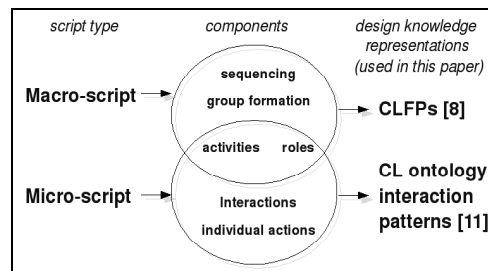 script type
components
design knowledge
representations
(used in this paper)
Macro-script
sequencing
group formation
CLFPs [8]
activities roles
Micro-script
Interactions
individual actions
CL ontology
interaction
patterns [11]